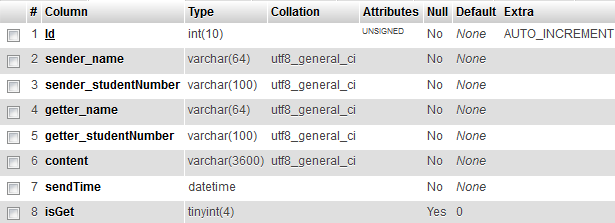 # Column Type Collation Attributes Null Default Extra
1 Id int(10) UNSIGNED No None AUTO_INCREMENT
2 sender_name varchar(64) utf8_general_ci No None
3 sender_studentNumber varchar(100) utf8_general_ci No None
4 getter_name varchar(64) utf8_general_ci No None
5 getter_studentNumber varchar(100) utf8_general_ci No None
6 content varchar(3600) utf8_general_ci No None
7 sendTime datetime No None
8 isGet tinyint(4) Yes 0